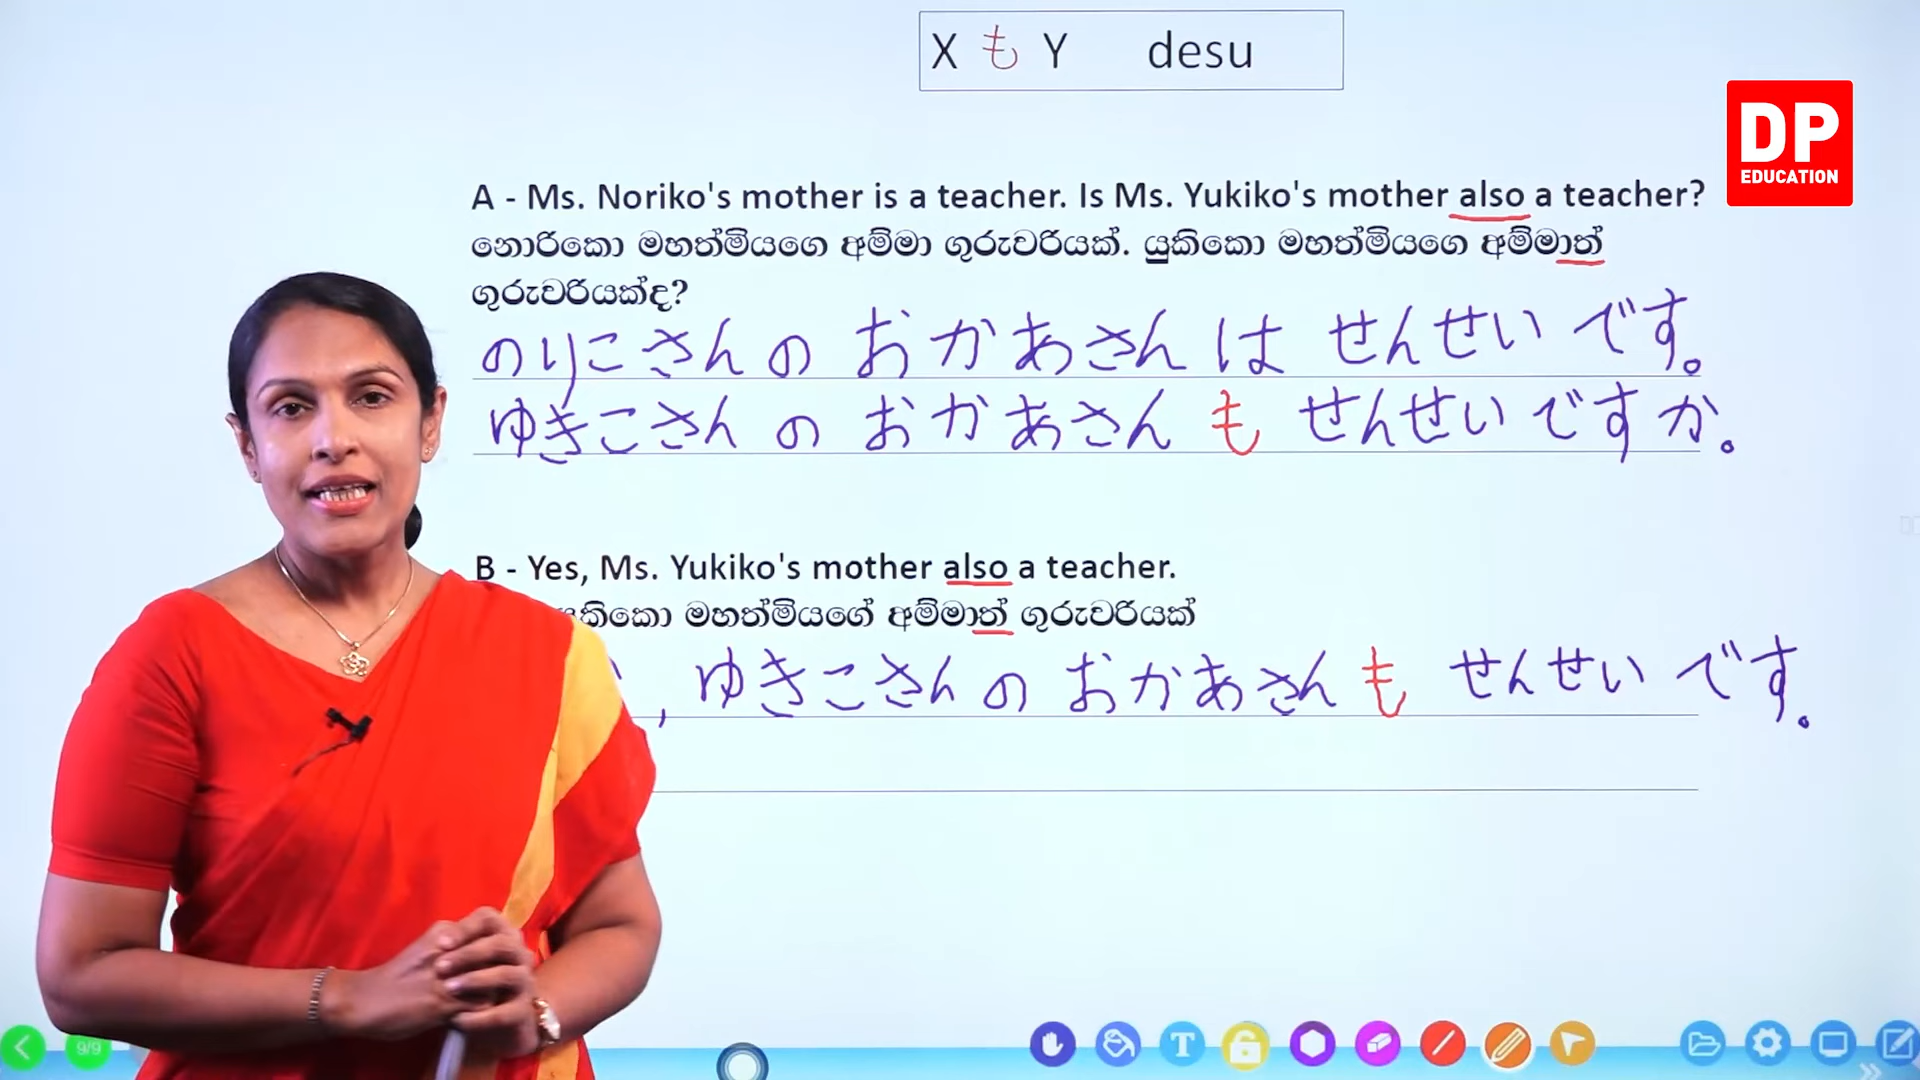 X も Y desu
DP
EDUCATION
A - Ms. Noriko's mother is a teacher. Is Ms. Yukiko's mother also a teacher?
නොරිකො මහත්මියගෙ අම්මා ගුරුවරියක්. යුකිකො මහත්මියගෙ අම්මාත්
ගුරුවරියක්ද?
のりこさん の おかあさん は せんせい です。
ゆきこさん の おかあさん も せんせい です か。
B - Yes, Ms. Yukiko's mother also a teacher.
මහත්මියගේ අම්මාත් ගුරුවරියක්
, ゆきこさん の おかあさん も せんせい です。
9/9
T